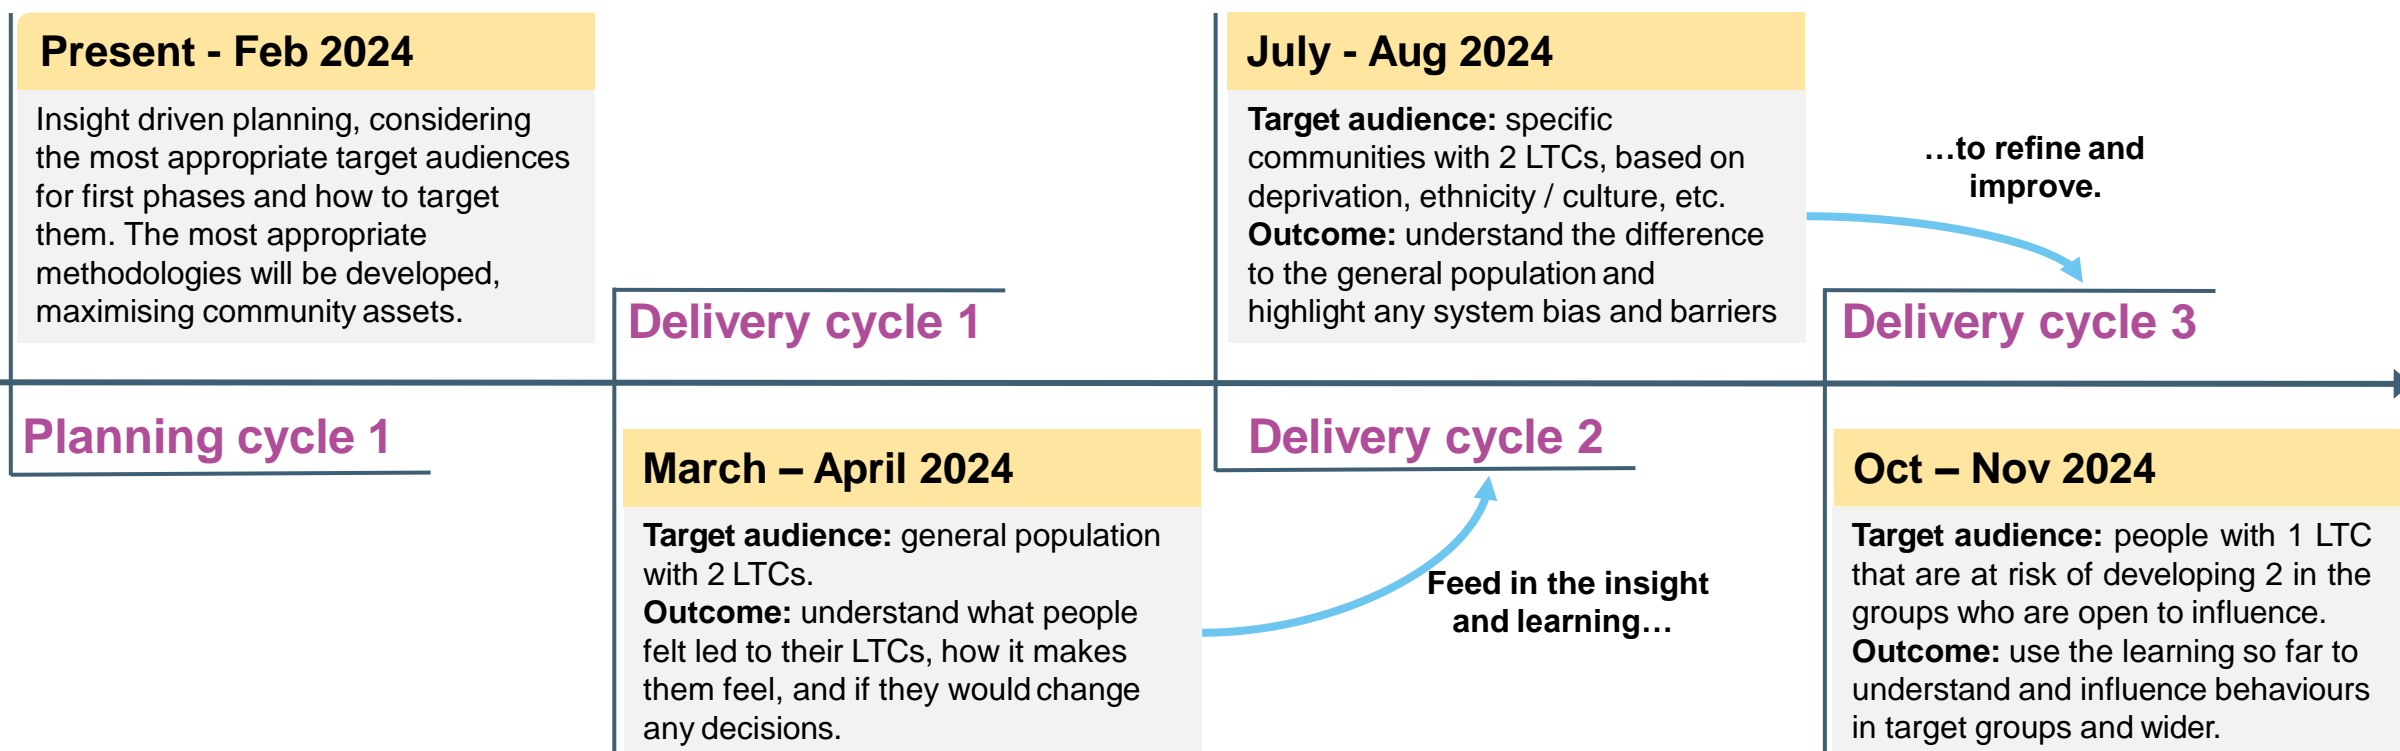 Present - Feb 2024
Insight driven planning, considering
the most appropriate target audiences
for first phases and how to target
them. The most appropriate
methodologies will be developed,
maximising community assets.
Planning cycle 1
Delivery cycle 1
March – April 2024
Target audience: general population
with 2 LTCs.
Outcome: understand what people
felt led to their LTCs, how it makes
them feel, and if they would change
any decisions.
July - Aug 2024
Target audience: specific
communities with 2 LTCs, based on
deprivation, ethnicity / culture, etc.
Outcome: understand the difference
to the general population and
highlight any system bias and barriers
Delivery cycle 2
Feed in the insight
and learning…
…to refine and
improve.
Delivery cycle 3
Oct – Nov 2024
Target audience: people with 1 LTC
that are at risk of developing 2 in the
groups who are open to influence.
Outcome: use the learning so far to
understand and influence behaviours
in target groups and wider.